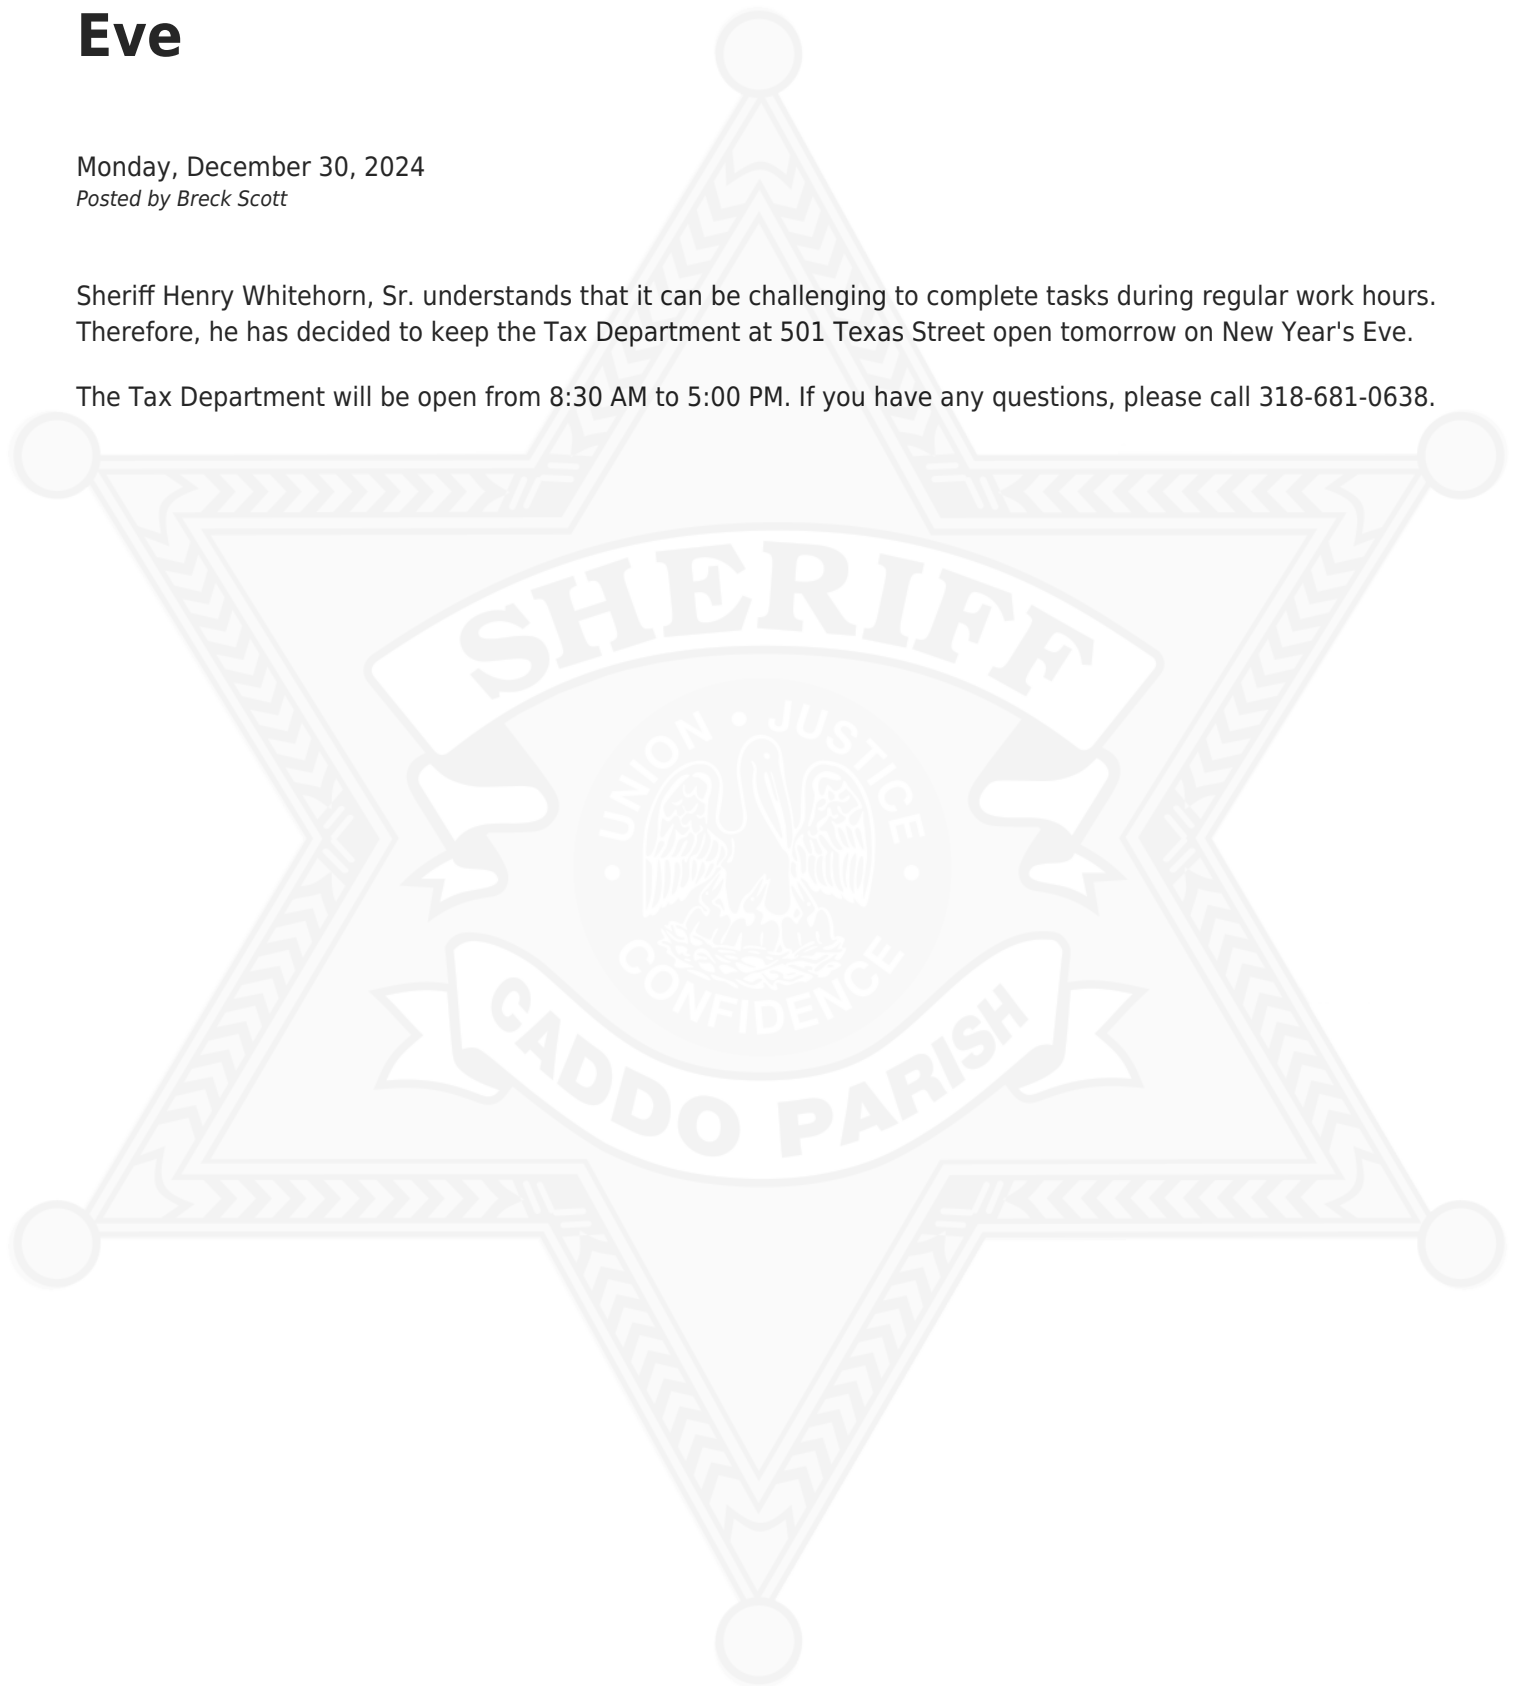 Eve
Monday, December 30, 2024
Posted by Breck Scott
Sheriff Henry Whitehorn, Sr. understands that it can be challenging to complete tasks during regular work hours.
Therefore, he has decided to keep the Tax Department at 501 Texas Street open tomorrow on New Year's Eve.
The Tax Department will be open from 8:30 AM to 5:00 PM. If you have any questions, please call 318-681-0638.
SHERIFF
UNION • JUSTICE
• CONFIDENCE •
CADDO PARISH